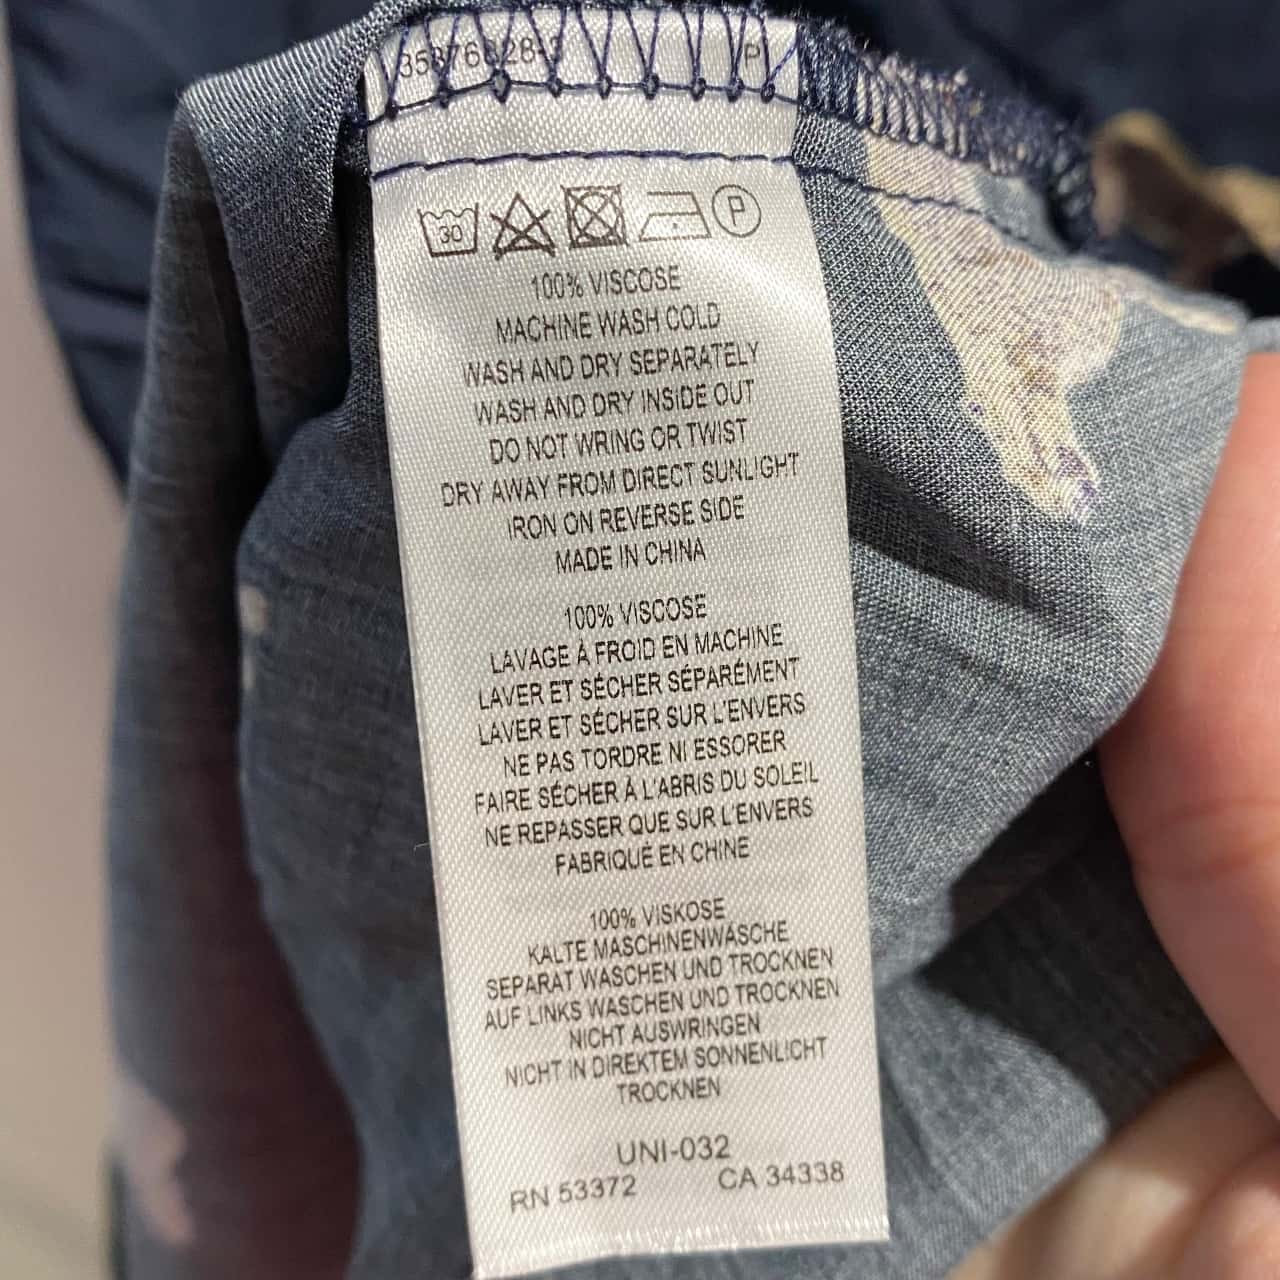 P
30 P
100% VISCOSE
MACHINE WASH COLD
WASH AND DRY SEPARATELY
WASH AND DRY INSIDE OUT
DO NOT WRING OR TWIST
DRY AWAY FROM DIRECT SUNLIGHT
IRON ON REVERSE SIDE
MADE IN CHINA
100% VISCOSE
LAVAGE À FROID EN MACHINE
LAVER ET SÉCHER SÉPARÉMENT
LAVER ET SÉCHER SUR L'ENVERS
NE PAS TORDRE NI ESSORER
FAIRE SÉCHER À L'ABRIS DU SOLEIL
NE REPASSER QUE SUR L'ENVERS
FABRIQUÉ EN CHINE
100% VISKOSE
KALTE MASCHINENWÄSCHE
SEPARAT WASCHEN UND TROCKNEN
AUF LINKS WASCHEN UND TROCKNEN
NICHT AUSWRINGEN
NICHT IN DIREKTEM SONNENLICHT
TROCKNEN
UNI-032
RN 53372 CA 34338